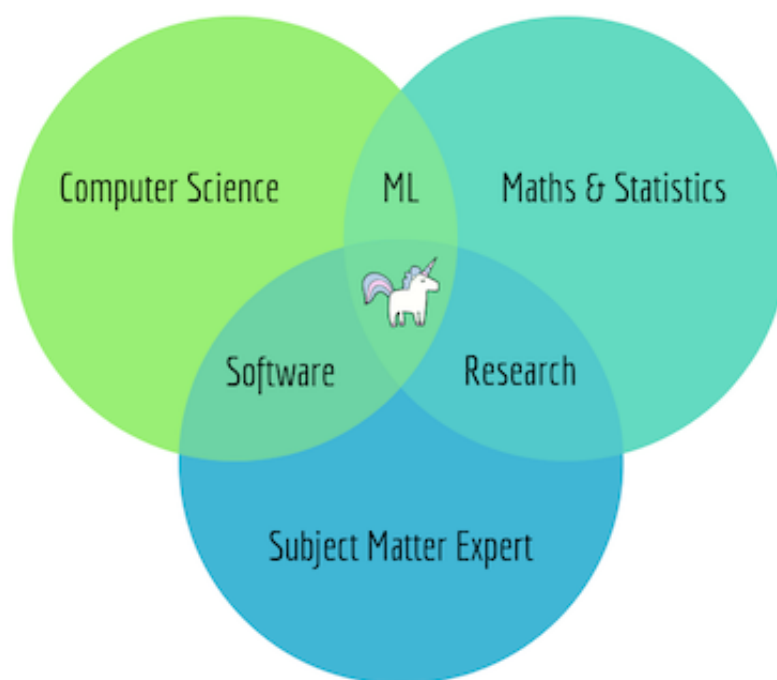 Computer Science
ML
Maths & Statistics
Software
Research
Subject Matter Expert